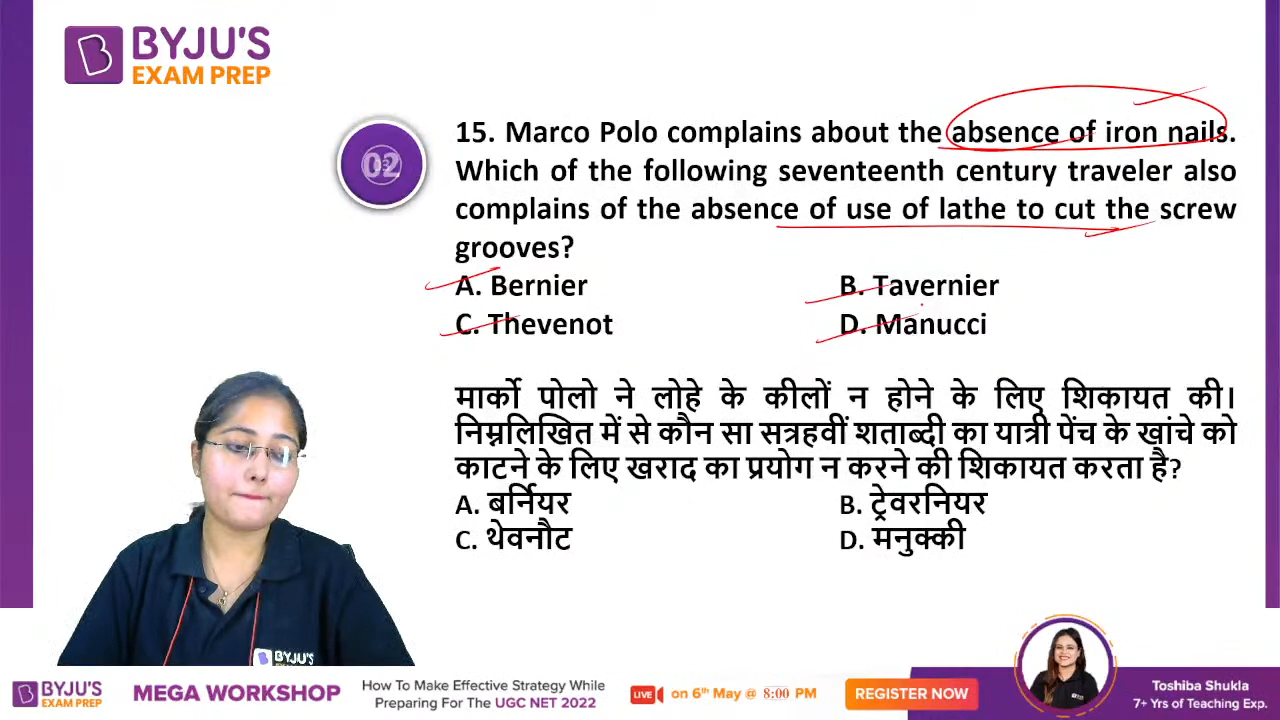 BYJU'S
EXAM PREP
02
15. Marco Polo complains about the absence of iron nails.
Which of the following seventeenth century traveler also
complains of the absence of use of lathe to cut the screw
grooves?
A. Bernier B. Tavernier
C. Thevenot D. Manucci
मार्को पोलो ने लोहे के कीलों न होने के लिए शिकायत की।
निम्नलिखित में से कौन सा सत्रहवीं शताब्दी का यात्री पेंच के खांचे को
काटने के लिए खराद का प्रयोग न करने की शिकायत करता है?
A. बर्नियर B. ट्रेवरनियर
C. थेवनौट D. मनुक्की
BYJU'S
BYJU'S
EXAM PREP
MEGA WORKSHOP
How To Make Effective Strategy While
Preparing For The UGC NET 2022
LIVE on 6th May @ 8:00 PM
REGISTER NOW
Toshiba Shukla
7+ Yrs of Teaching Exp.